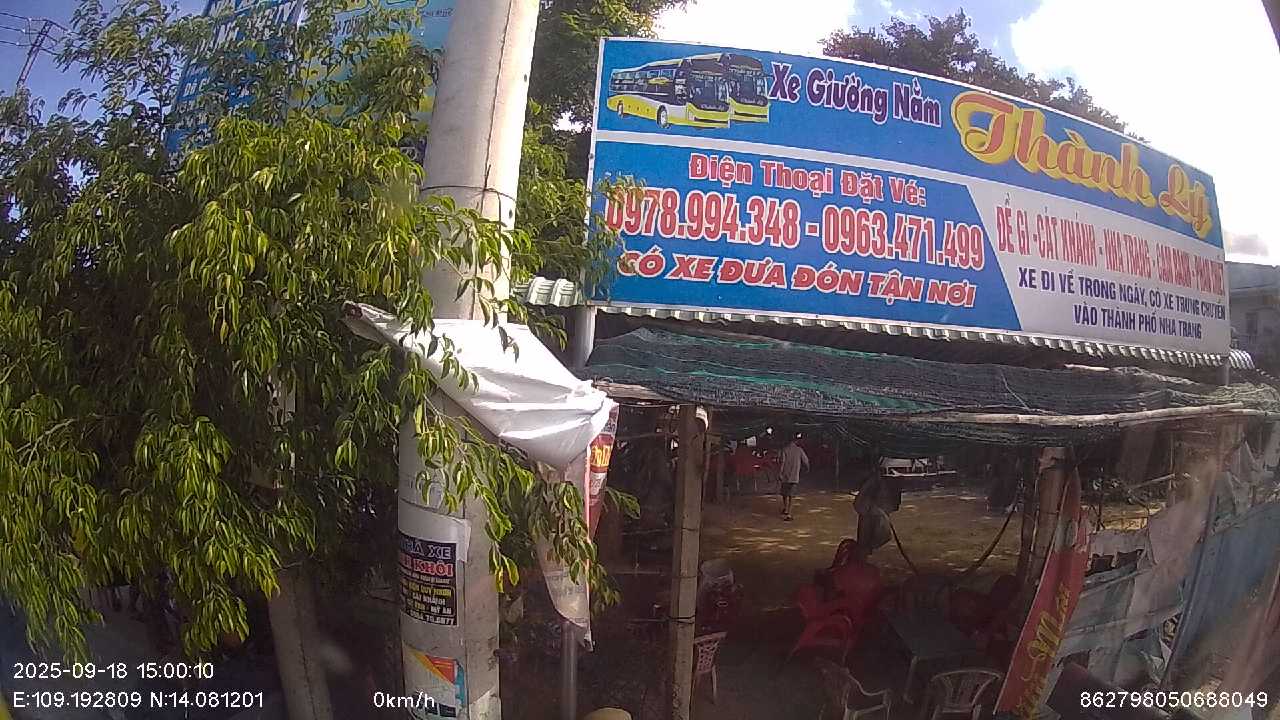 Xe Giường Nằm
Thành Lý
Điện Thoại Đặt Vé:
0978.994.348 - 0963.471.499
CÓ XE ĐƯA ĐÓN TẬN NƠI
ĐỀ GI - CÁT KHÁNH - NHA TRANG - CAM RANH - PHAN THIẾT
XE ĐI VỀ TRONG NGÀY, CÓ XE TRUNG CHUYỂN
VÀO THÀNH PHỐ NHA TRANG
XE
KHÔI
2025-09-18 15:00:10
E:109.192809 N:14.081201
0km/h
862798050688049